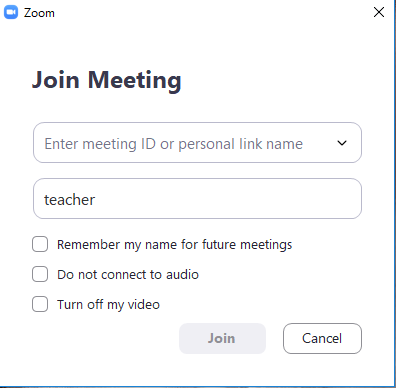 Zoom
Join Meeting
Enter meeting ID or personal link name
teacher
Remember my name for future meetings
Do not connect to audio
Turn off my video
Join Cancel